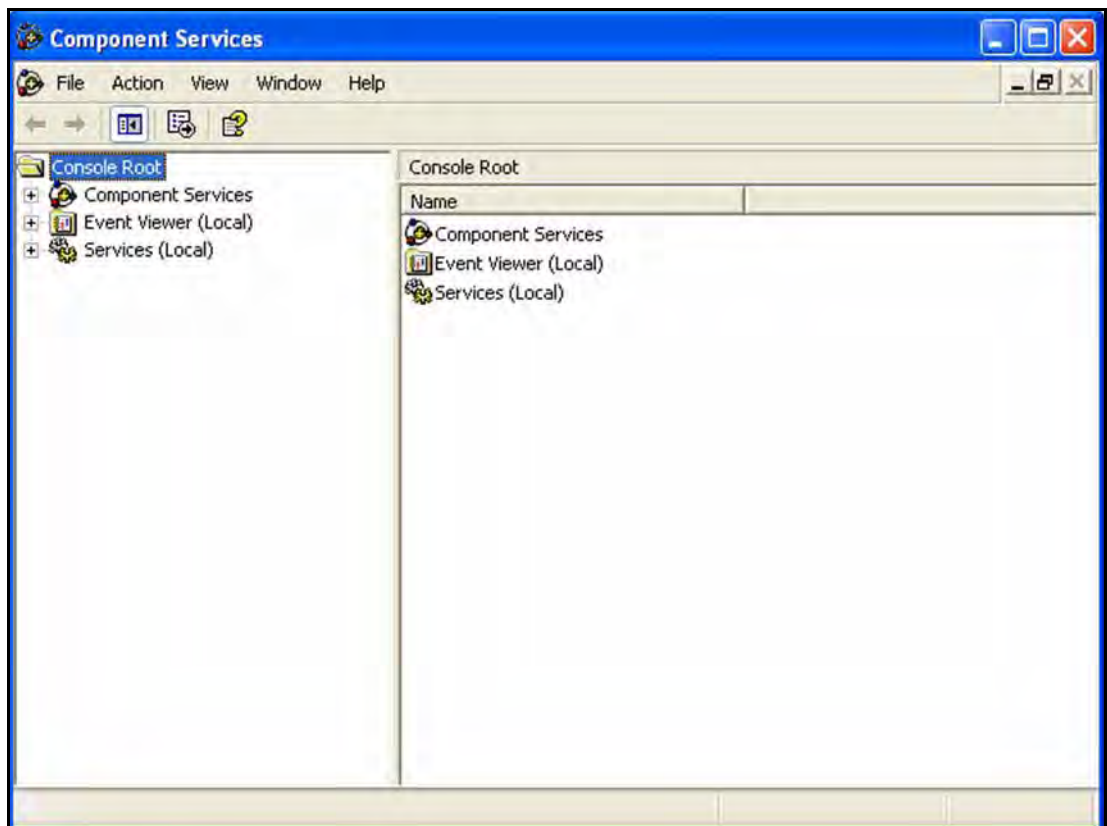 Component Services
File Action View Window Help
Console Root
Component Services
Event Viewer (Local)
Services (Local)
Console Root
Name
Component Services
Event Viewer (Local)
Services (Local)